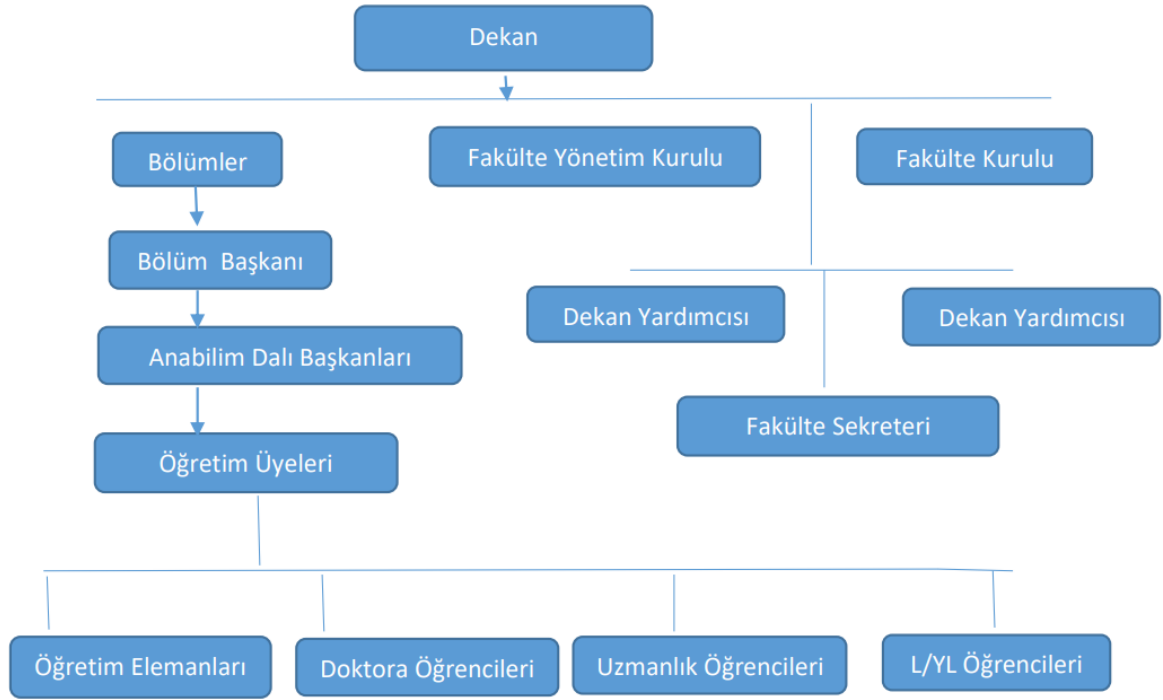 Dekan
Bölümler
Fakülte Yönetim Kurulu
Fakülte Kurulu
Bölüm Başkanı
Dekan Yardımcısı
Dekan Yardımcısı
Anabilim Dalı Başkanları
Fakülte Sekreteri
Öğretim Üyeleri
Öğretim Elemanları
Doktora Öğrencileri
Uzmanlık Öğrencileri
L/YL Öğrencileri